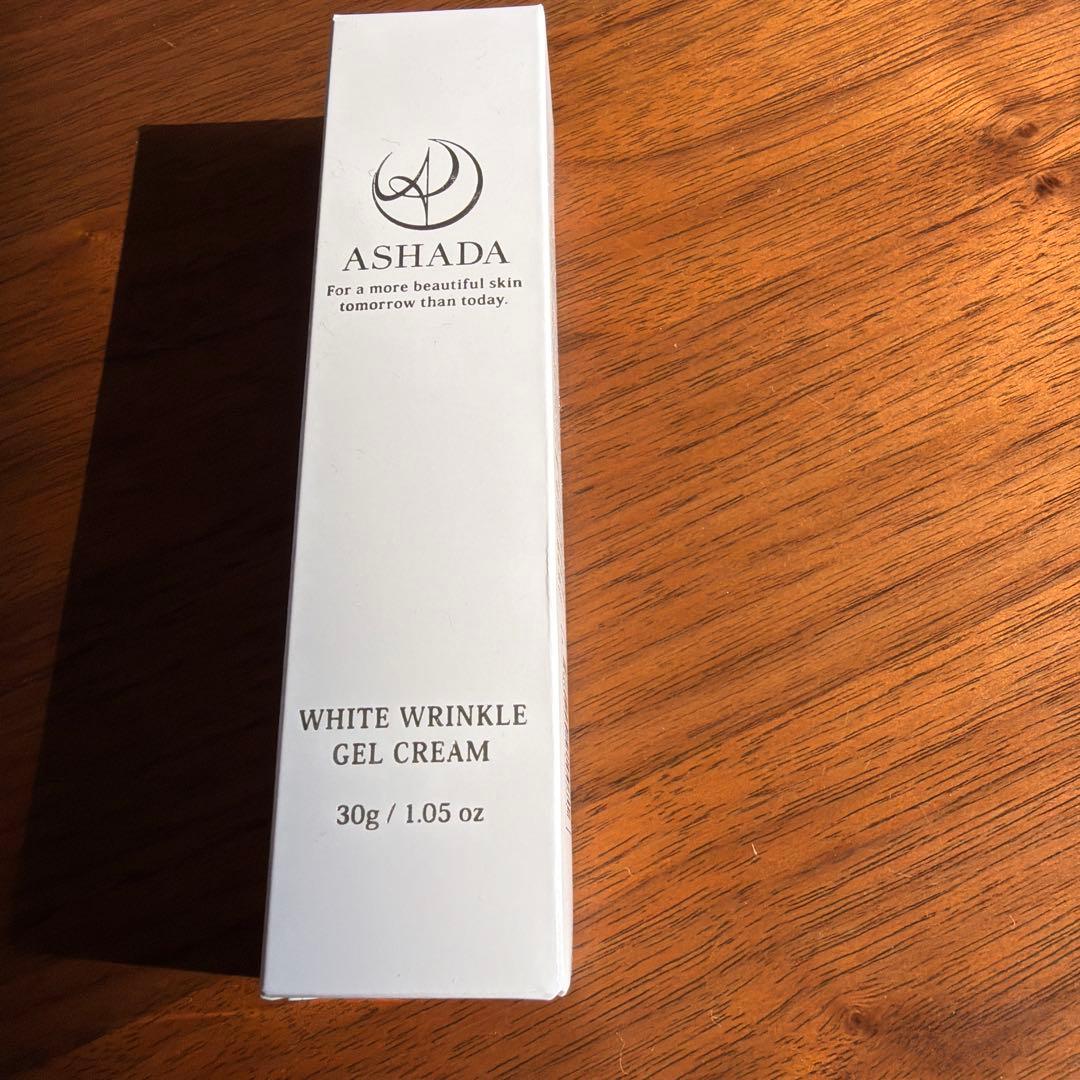 ASHADA
For a more beautiful skin
tomorrow than today.
WHITE WRINKLE
GEL CREAM
30g / 1.05 oz